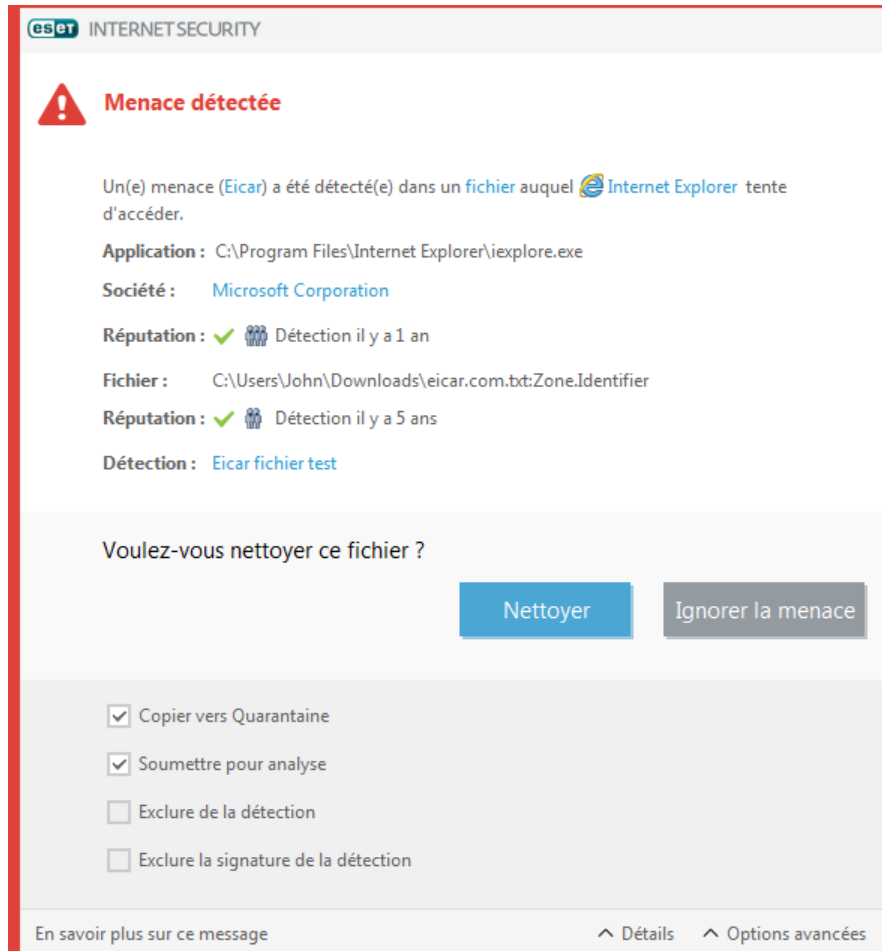 eset INTERNET SECURITY
Menace détectée
Un(e) menace (Eicar) a été détecté(e) dans un fichier auquel Internet Explorer tente
d'accéder.
Application : C:\Program Files\Internet Explorer\iexplore.exe
Société : Microsoft Corporation
Réputation : Détection il y a 1 an
Fichier : C:\Users\John\Downloads\eicar.com.txt:Zone.Identifier
Réputation : Détection il y a 5 ans
Détection : Eicar fichier test
Voulez-vous nettoyer ce fichier ?
Nettoyer Ignorer la menace
Copier vers Quarantaine
Soumettre pour analyse
Exclure de la détection
Exclure la signature de la détection
En savoir plus sur ce message Détails Options avancées